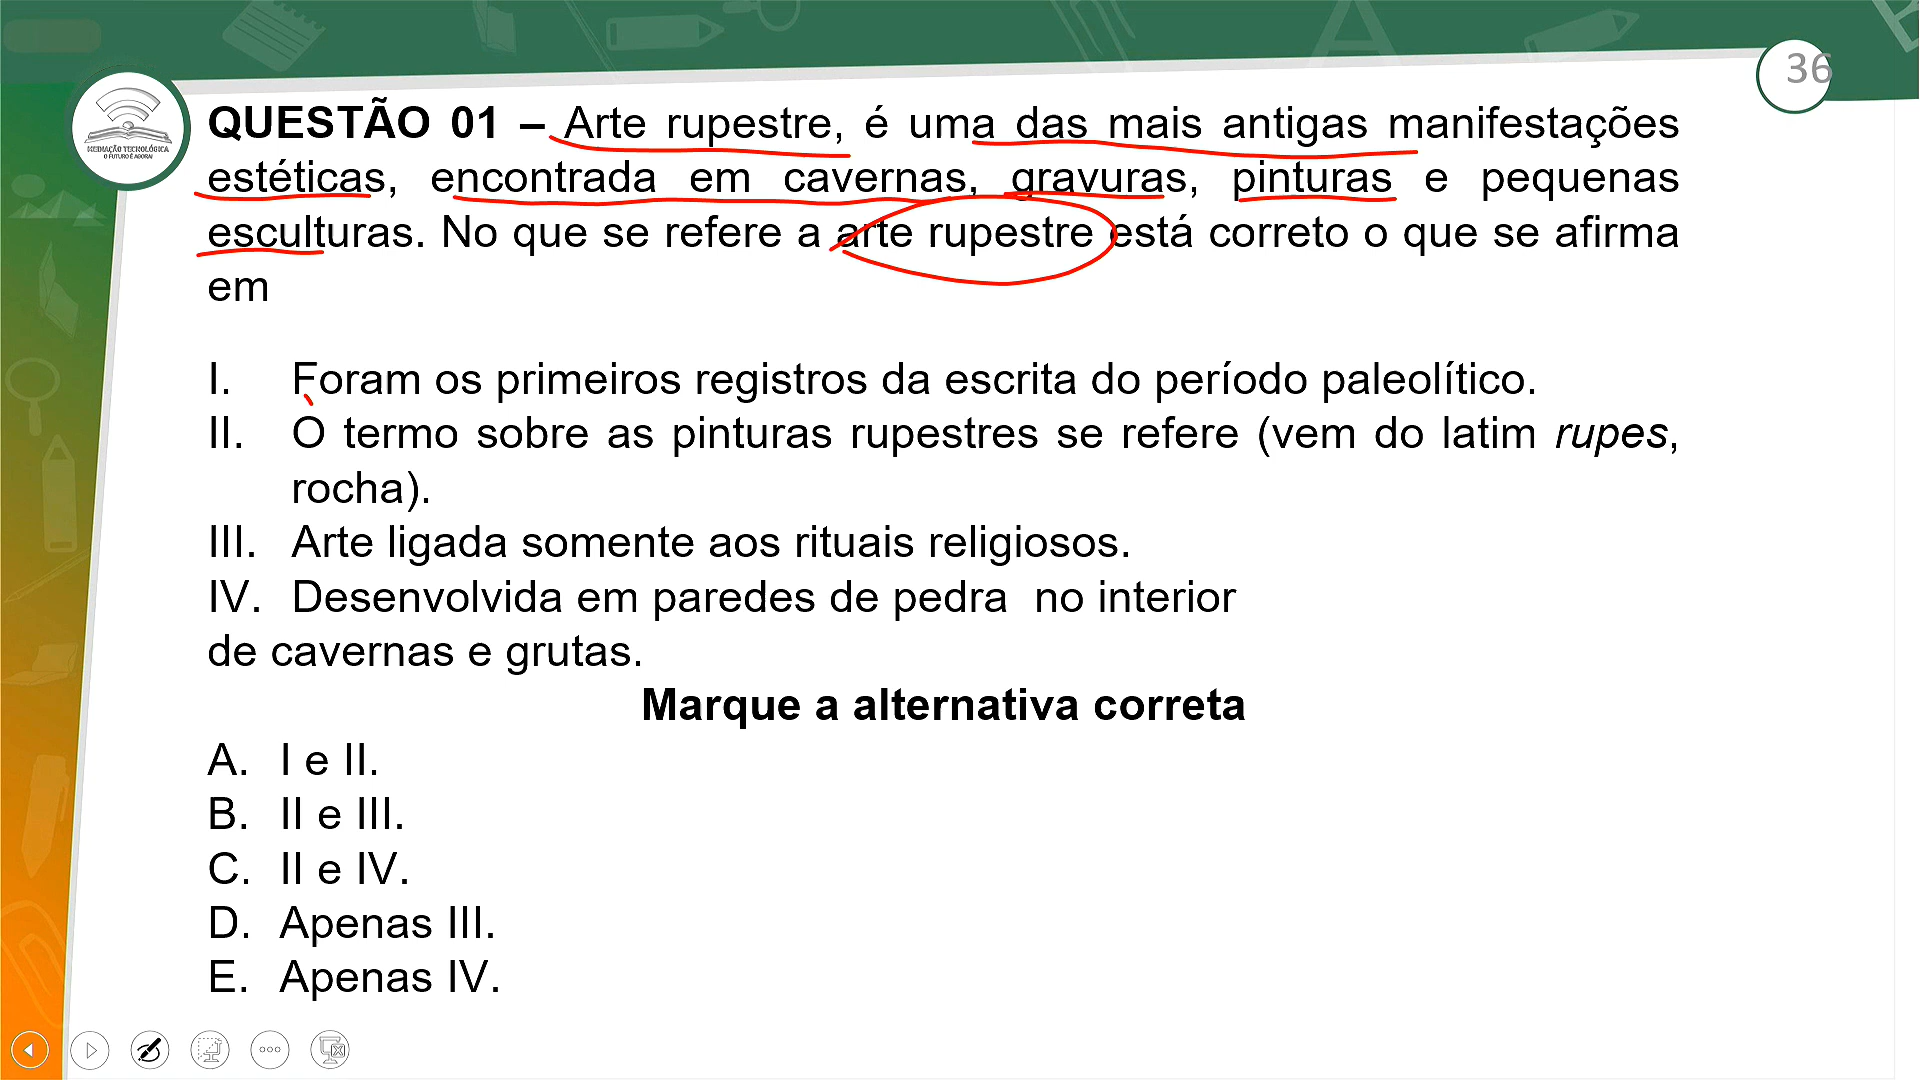 36
MEDIAÇÃO TECNOLÓGICA
O FUTURO É AGORA!
QUESTÃO 01 – Arte rupestre, é uma das mais antigas manifestações
estéticas, encontrada em cavernas, gravuras, pinturas e pequenas
esculturas. No que se refere a arte rupestre está correto o que se afirma
em
I. Foram os primeiros registros da escrita do período paleolítico.
II. O termo sobre as pinturas rupestres se refere (vem do latim rupes,
rocha).
III. Arte ligada somente aos rituais religiosos.
IV. Desenvolvida em paredes de pedra no interior
de cavernas e grutas.
Marque a alternativa correta
A. I e II.
B. II e III.
C. II e IV.
D. Apenas III.
E. Apenas IV.